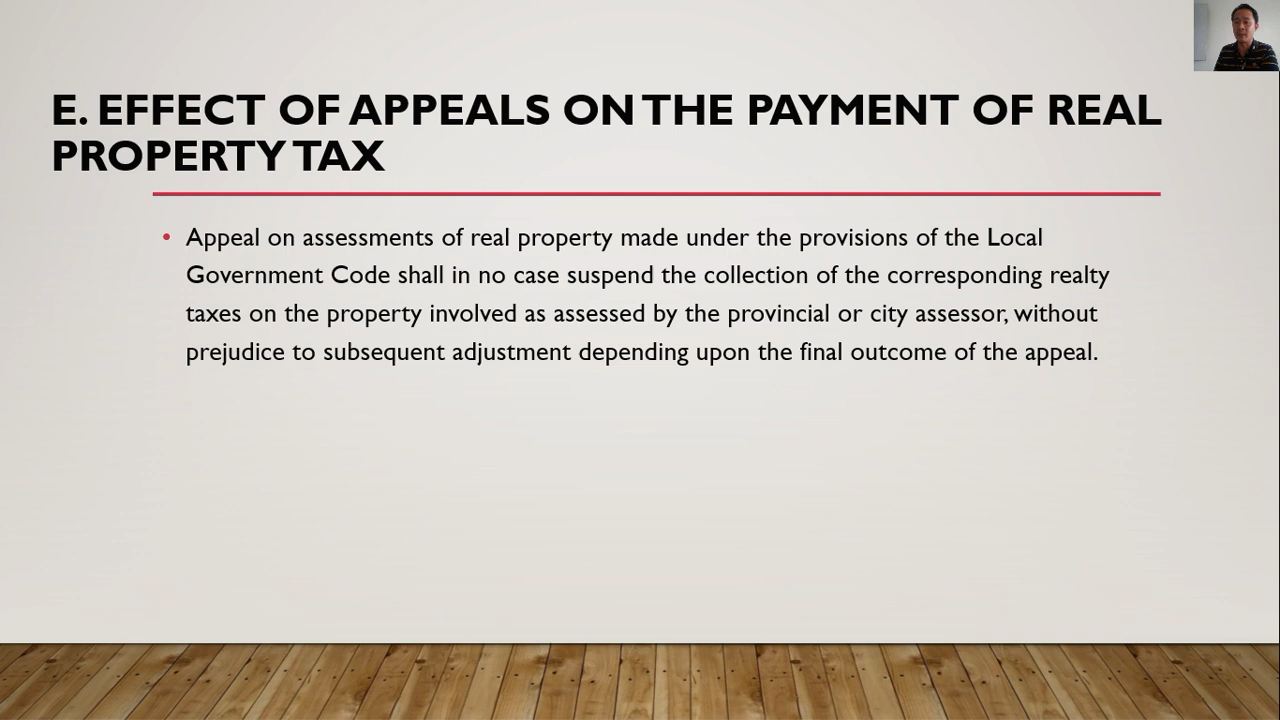 E. EFFECT OF APPEALS ON THE PAYMENT OF REAL
PROPERTY TAX
• Appeal on assessments of real property made under the provisions of the Local
Government Code shall in no case suspend the collection of the corresponding realty
taxes on the property involved as assessed by the provincial or city assessor, without
prejudice to subsequent adjustment depending upon the final outcome of the appeal.